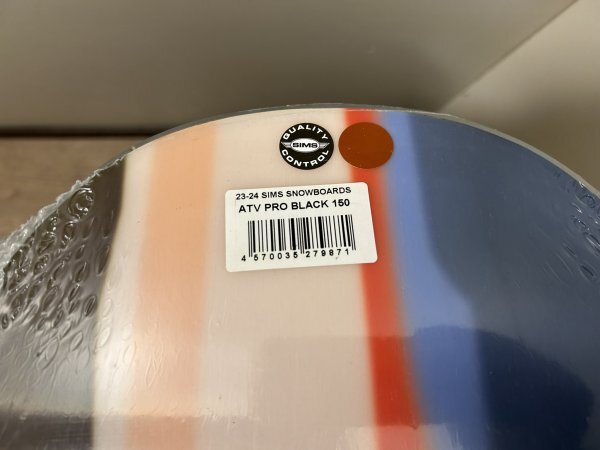 QUALITY
SIMS
CONTROL
23-24 SIMS SNOWBOARDS
ATV PRO BLACK 150
4 570035 279871